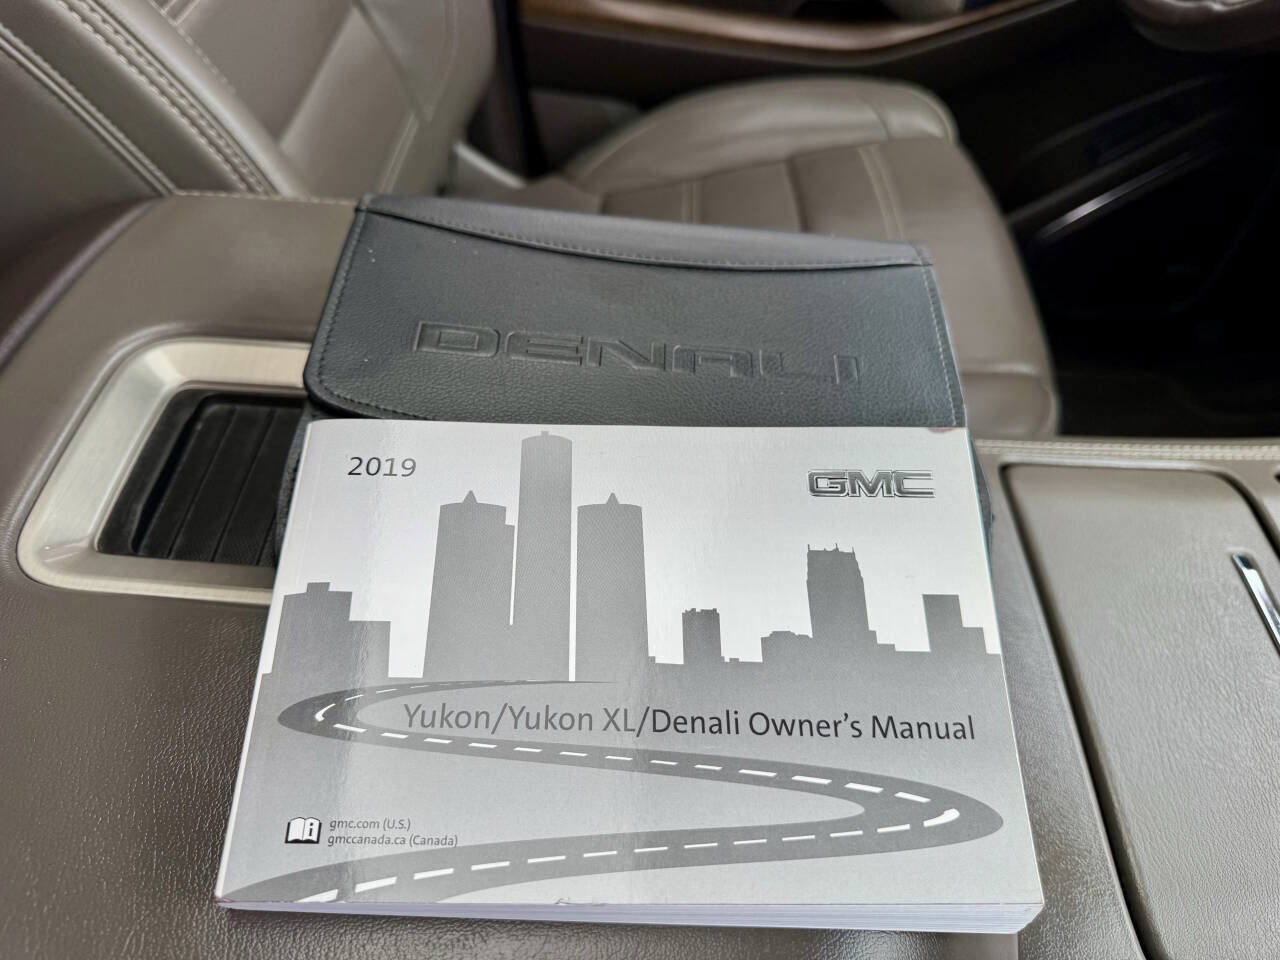 DENALI
2019
GMC
Yukon/Yukon XL/Denali Owner's Manual
gmc.com (U.S.)
gmccanada.ca (Canada)